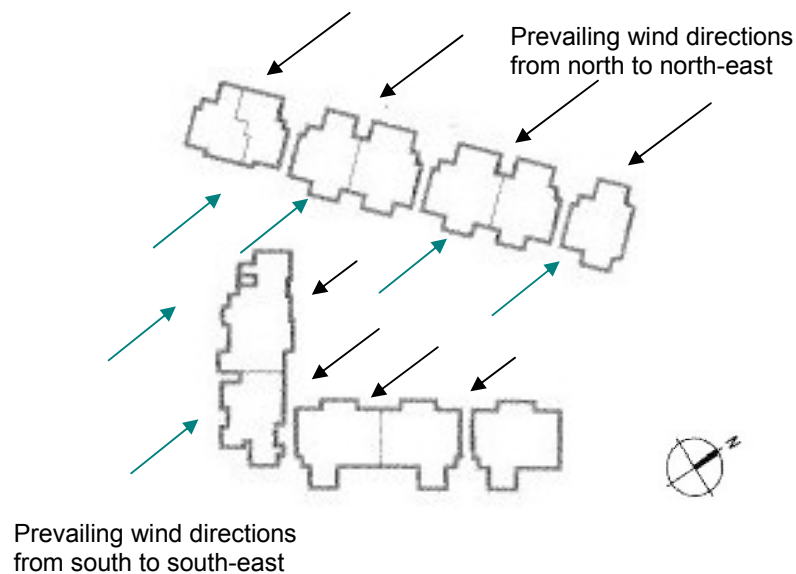 Prevailing wind directions
from north to north-east
N
Prevailing wind directions
from south to south-east